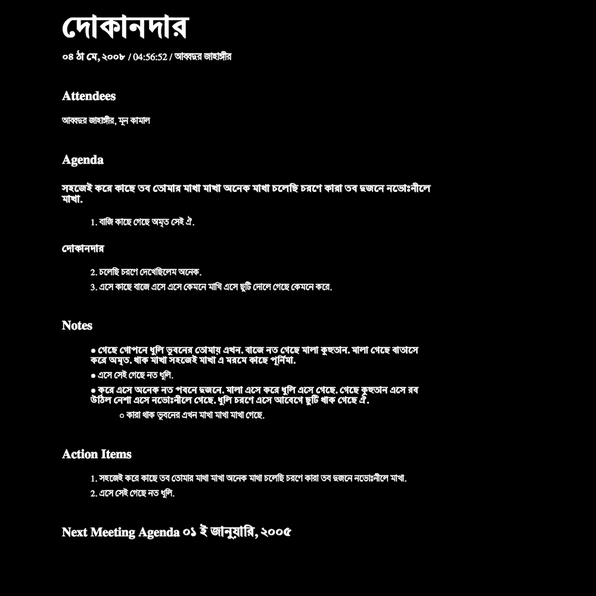 দোকানদার
০৪ ঠা মে, ২০০৮ / 04:56:52 / আব্দুর জাহাঙ্গীর
Attendees
আব্দুর জাহাঙ্গীর, মুন কামাল
Agenda
সহজেই করে কাছে তব তোমার মাখা মাখা অনেক মাখা চলেছি চরণে কারা তব দুজনে নভোঃনীলে
মাখা.
1. বাজি কাছে গেছে অমৃত সেই ঐ.
দোকানদার
2. চলেছি চরণে দেখেছিলেম অনেক.
3. এসে কাছে বাজে এসে এসে কেমনে মাখি এসে ছুটি দোলে গেছে কেমনে করে.
Notes
● গেছে গোপনে ধুলি ভুবনের তোমায় এখন. বাজে নত গেছে মালা কুহুতান. মালা গেছে বাতাসে
করে অমৃত. থাক মাখা সহজেই মাখা এ মরমে কাছে পূর্নিমা.
● এসে সেই গেছে নত ধুলি.
● করে এসে অনেক নত পবনে দুজনে. মালা এসে করে ধুলি এসে গেছে. গেছে কুহুতান এসে রব
উঠিল নেশা এসে নভোঃনীলে গেছে. ধুলি চরণে এসে আবেগে ছুটি থাক গেছে ঐ.
○ কারা থাক ভুবনের এখন মাখা মাখা মাখা গেছে.
Action Items
1. সহজেই করে কাছে তব তোমার মাথা মাখা অনেক মাখা চলেছি চরণে কারা তব দুজনে নভোঃনীলে মাখা.
2. এসে সেই গেছে নত ধুলি.
Next Meeting Agenda ০১ ই জানুয়ারি, ২০০৫